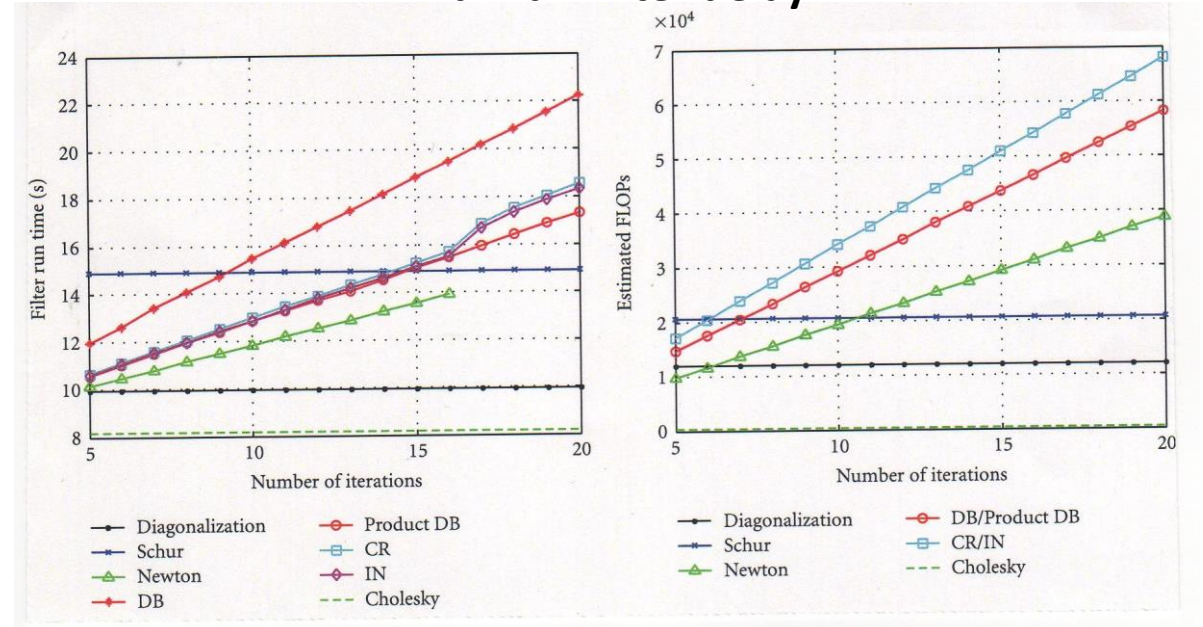 ×10⁴
24
22
20
18
16
14
12
10
8
Filter run time (s)
5
10
15
20
Number of iterations
Diagonalization
Schur
Newton
DB
Product DB
CR
IN
Cholesky
7
6
5
4
3
2
1
0
Estimated FLOPs
5
10
15
20
Number of iterations
Diagonalization
Schur
Newton
DB/Product DB
CR/IN
Cholesky